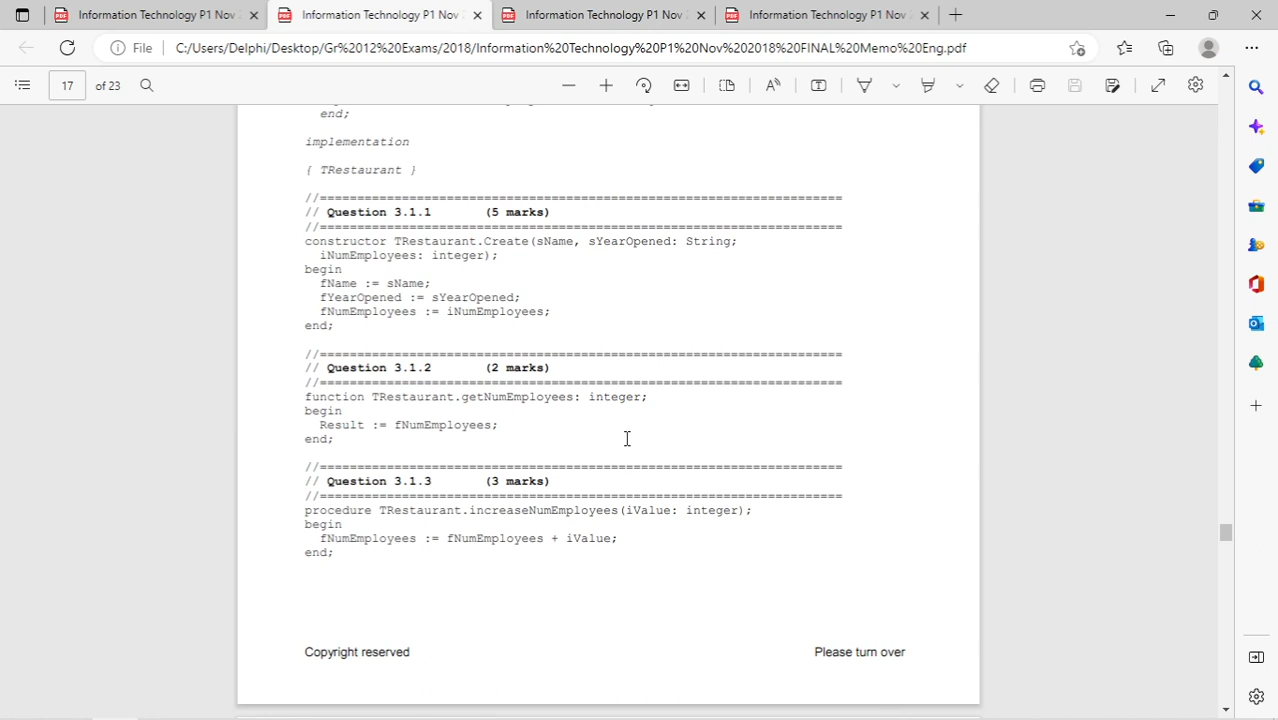 Information Technology P1 Nov
Information Technology P1 Nov
Information Technology P1 Nov
Information Technology P1 Nov
File
C:/Users/Delphi/Desktop/Gr%2012%20Exams/2018/Information%20Technology%20P1%20Nov%202018%20FINAL%20Memo%20Eng.pdf
17 of 23
end;
implementation
{ TRestaurant }
//======================================================================
// Question 3.1.1 (5 marks)
//======================================================================
constructor TRestaurant.Create(sName, sYearOpened: String;
iNumEmployees: integer);
begin
fName := sName;
fYearOpened := sYearOpened;
fNumEmployees := iNumEmployees;
end;
//======================================================================
// Question 3.1.2 (2 marks)
//======================================================================
function TRestaurant.getNumEmployees: integer;
begin
Result := fNumEmployees;
end;
//======================================================================
// Question 3.1.3 (3 marks)
//======================================================================
procedure TRestaurant.increaseNumEmployees(iValue: integer);
begin
fNumEmployees := fNumEmployees + iValue;
end;
Copyright reserved
Please turn over